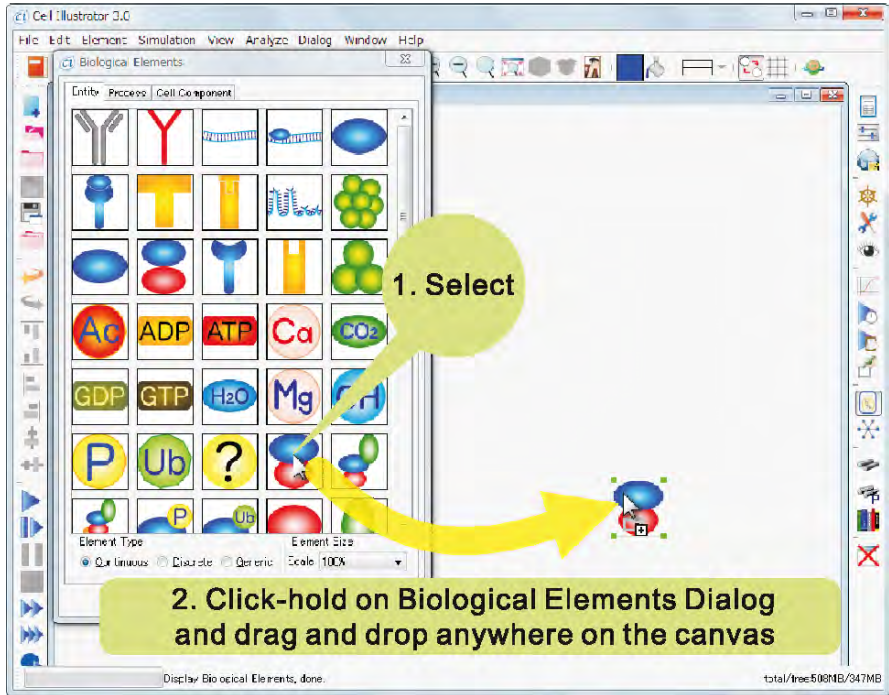 Cell Illustrator 3.0
File Edit Element Simulation View Analyze Dialog Window Help
Biological Elements
Entity Process Cell Component
1. Select
Ac ADP ATP Ca CO2
GDP GTP H2O Mg OH
P Ub ?
P Ub
Element Type Element Size
Continuous Discrete Generic Scale 100%
2. Click-hold on Biological Elements Dialog
and drag and drop anywhere on the canvas
Display Biological Elements, done.
total/free:508MB/347MB